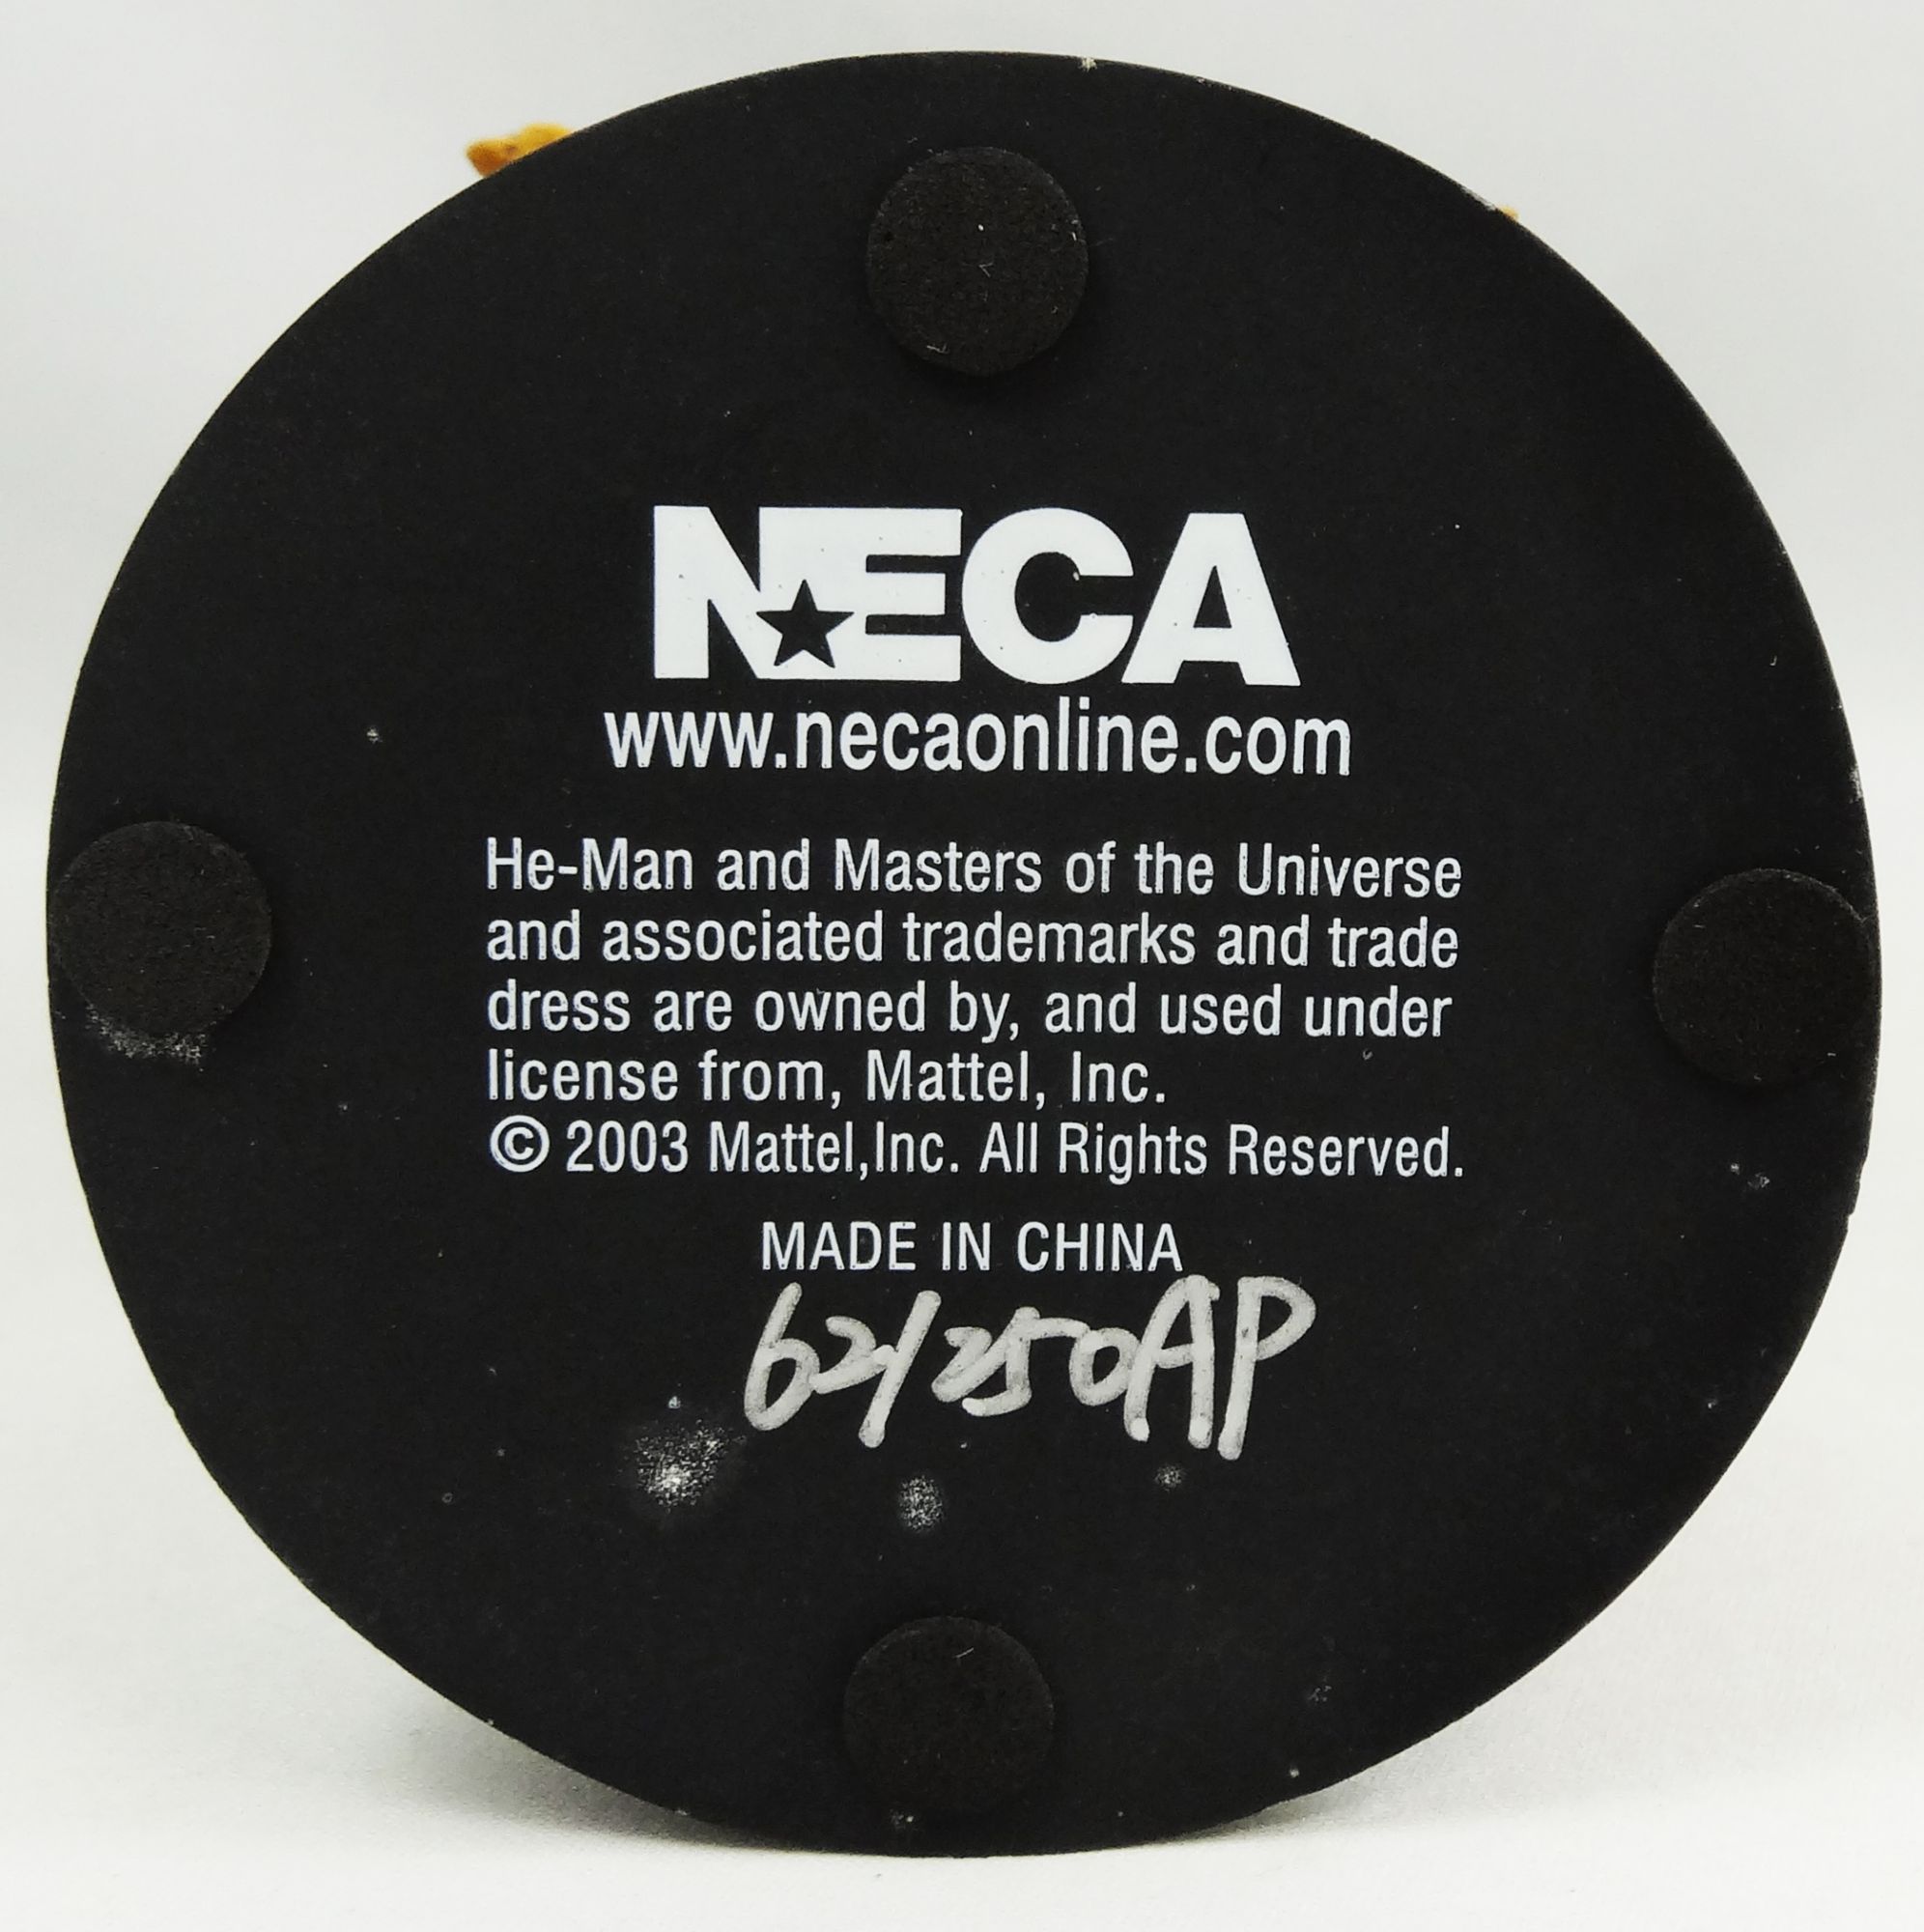 NECA
www.necaonline.com
He-Man and Masters of the Universe
and associated trademarks and trade
dress are owned by, and used under
license from, Mattel, Inc.
© 2003 Mattel,Inc. All Rights Reserved.
MADE IN CHINA
62/250AP